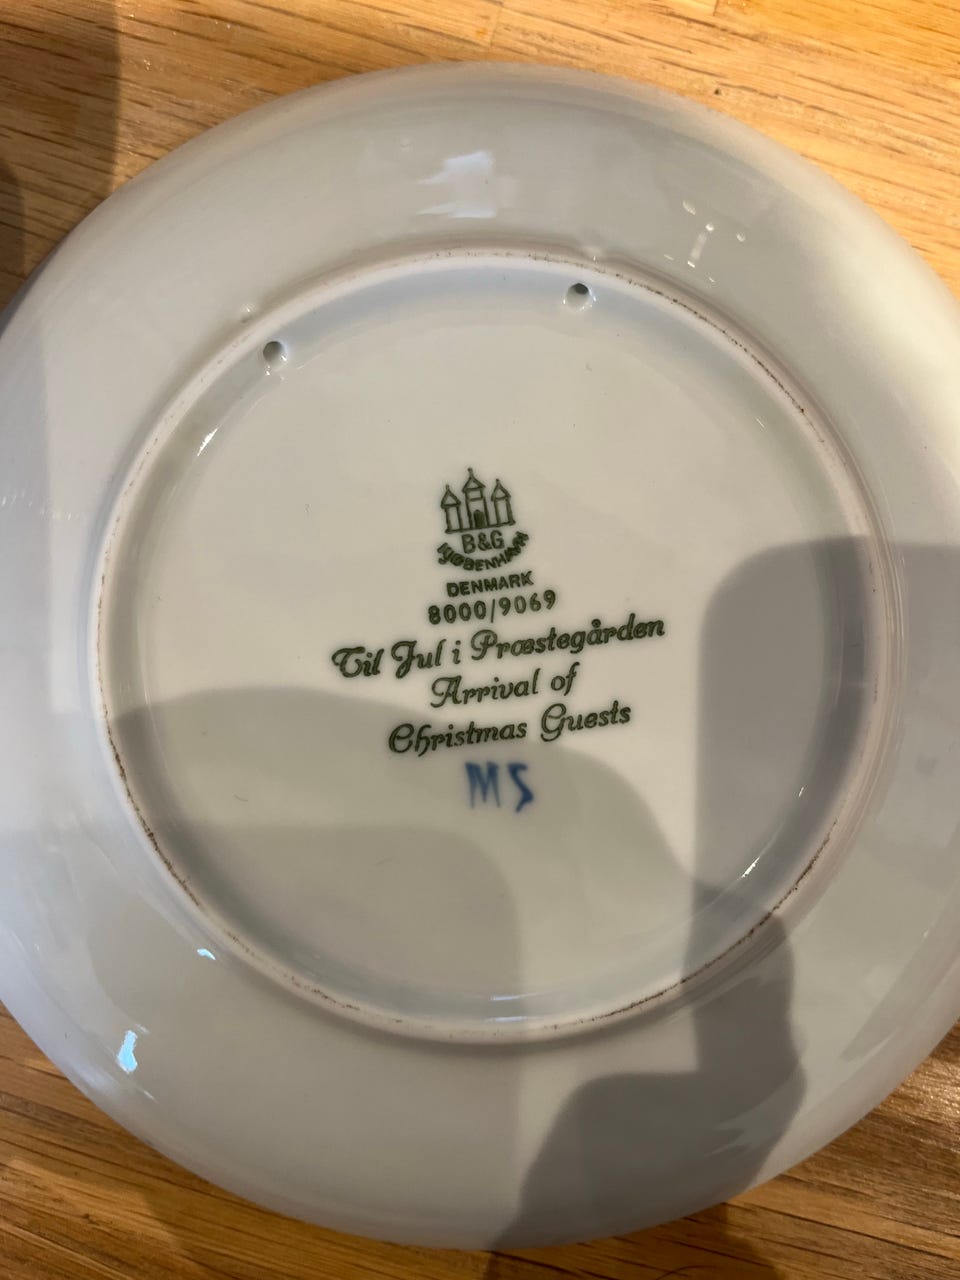 B&G
KJØBENHAVN
DENMARK
8000/9069
Til Jul i Præstegården
Arrival of
Christmas Guests
MS